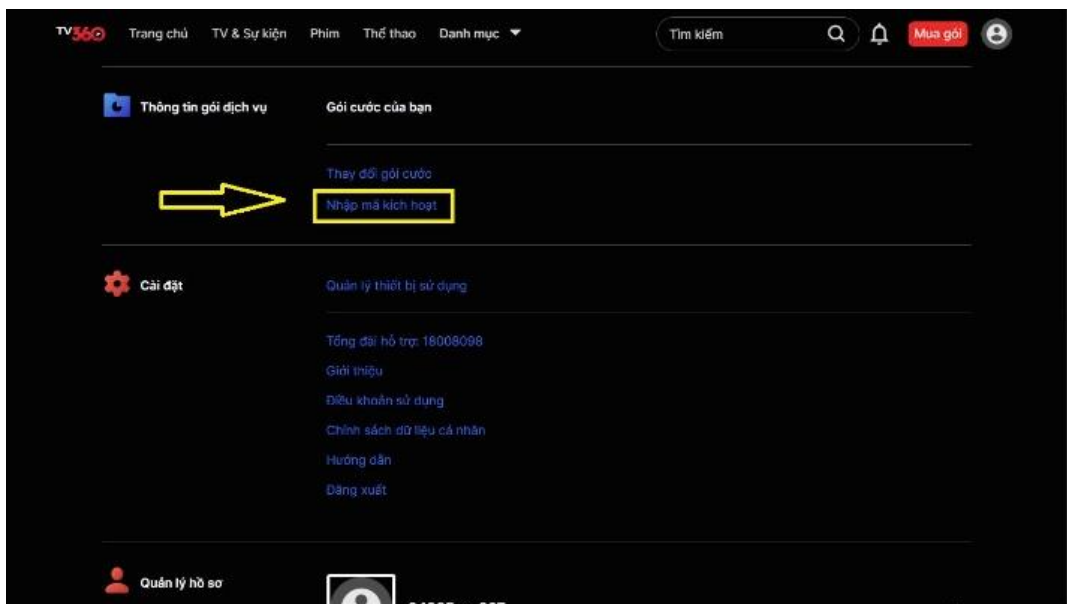 TV360 Trang chủ TV & Sự kiện Phim Thể thao Danh mục Tìm kiếm Mua gói
Thông tin gói dịch vụ Gói cước của bạn
Thay đổi gói cước
Nhập mã kích hoạt
Cài đặt Quản lý thiết bị sử dụng
Tổng đài hỗ trợ: 18008098
Giới thiệu
Điều khoản sử dụng
Chính sách dữ liệu cá nhân
Hướng dẫn
Đăng xuất
Quản lý hồ sơ